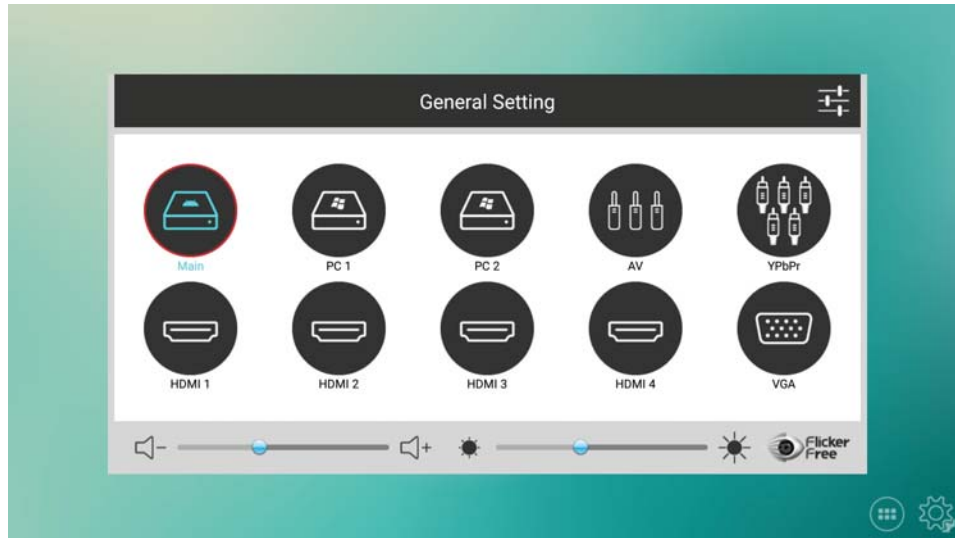 General Setting
Main
PC 1
PC 2
AV
YPbPr
HDMI 1
HDMI 2
HDMI 3
HDMI 4
VGA
Flicker
Free